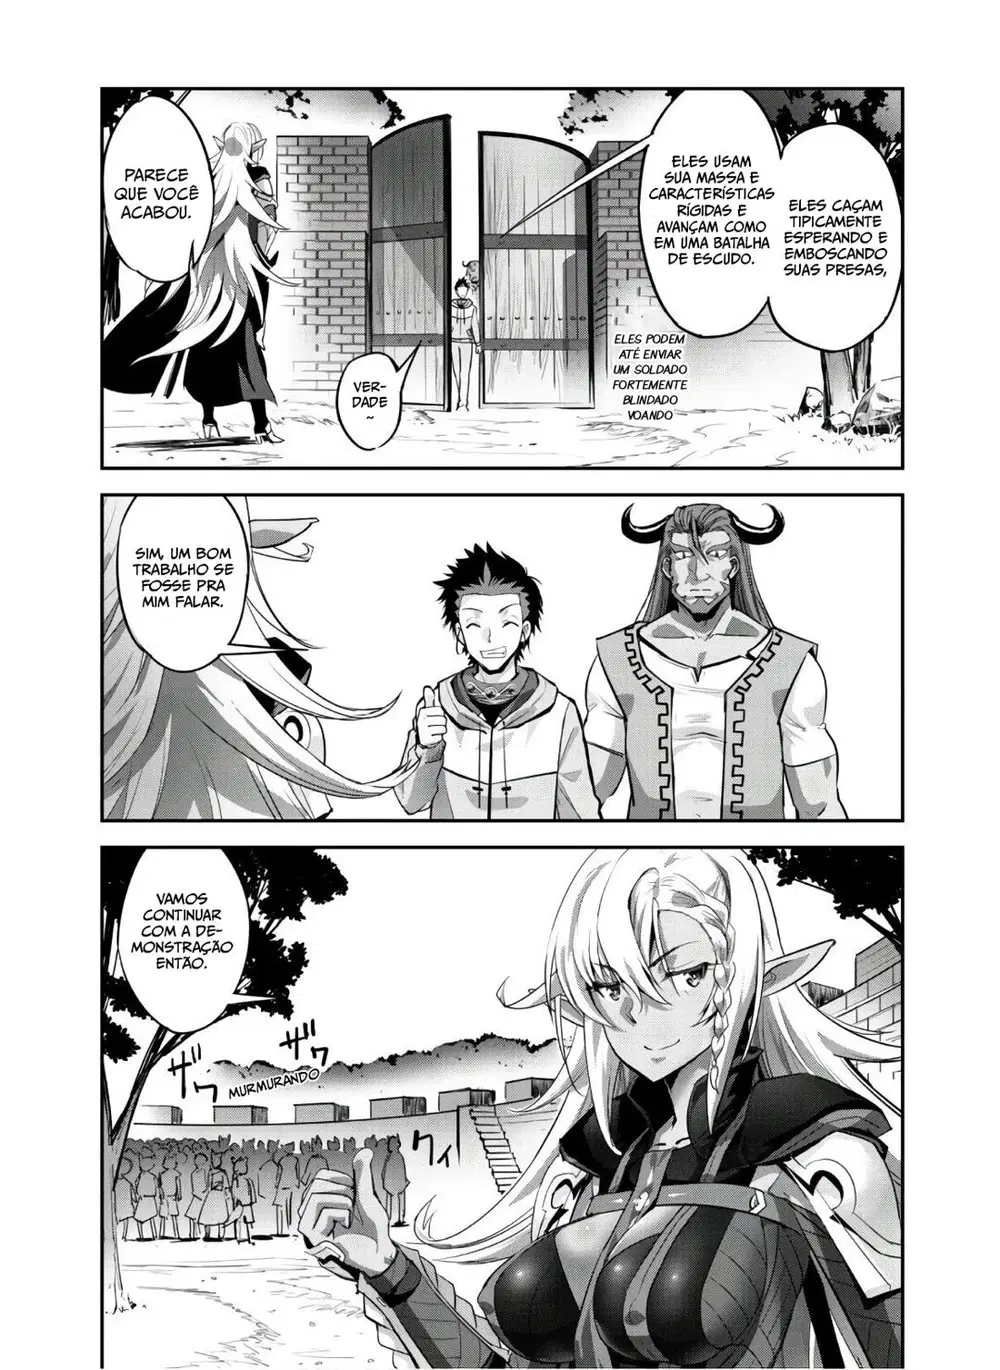 ELES CAÇAM
TIPICAMENTE
ESPERANDO E
EMBOSCANDO
SUAS PRESAS,
ELES USAM
SUA MASSA E
CARACTERÍSTICAS
RÍGIDAS E
AVANÇAM COMO
EM UMA BATALHA
DE ESCUDO.
ELES PODEM
ATÉ ENVIAR
UM SOLDADO
FORTEMENTE
BLINDADO
VOANDO
VER-
DADE
~
PARECE
QUE VOCÊ
ACABOU.
SIM, UM BOM
TRABALHO SE
FOSSE PRA
MIM FALAR.
VAMOS
CONTINUAR
COM A DE-
MONSTRAÇÃO
ENTÃO.
ザワ
ザワ
MURMURANDO
クイ